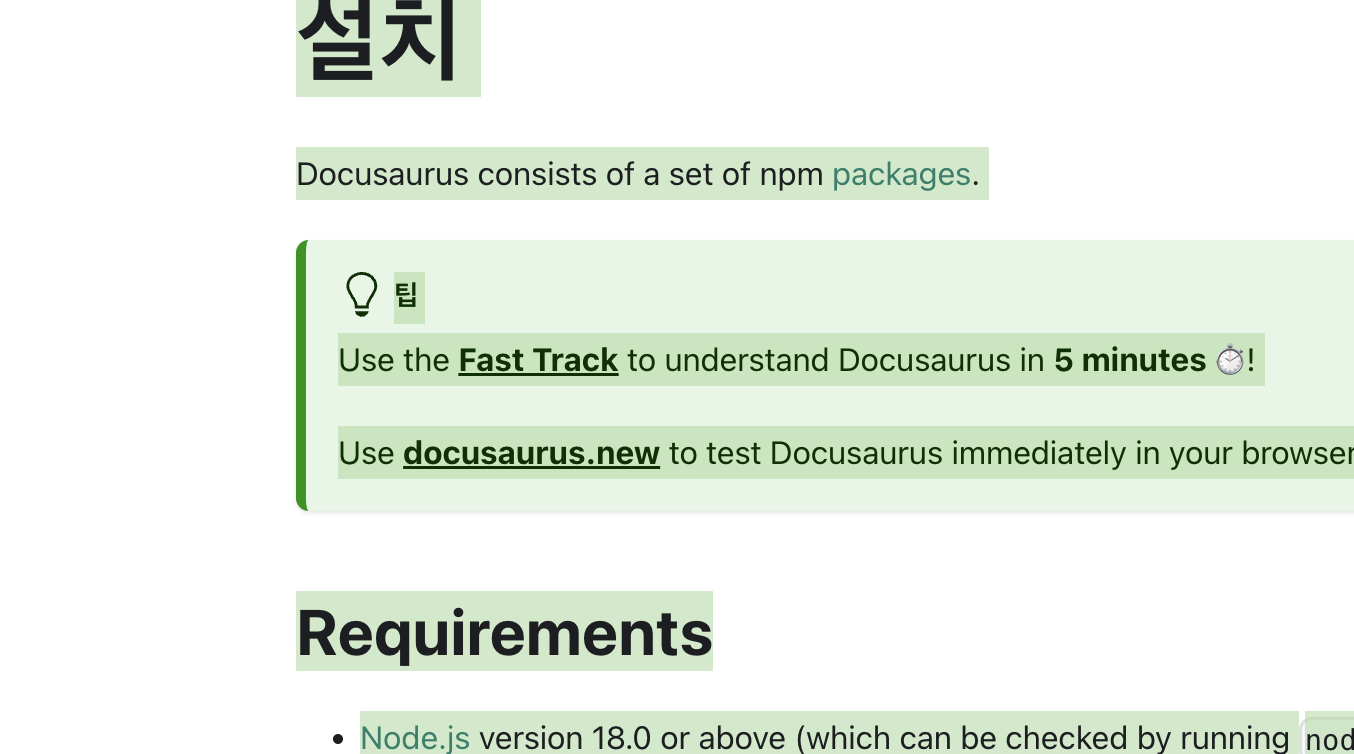 설치
Docusaurus consists of a set of npm packages.
팁
Use the Fast Track to understand Docusaurus in 5 minutes ⏱️!
Use docusaurus.new to test Docusaurus immediately in your browser
Requirements
• Node.js version 18.0 or above (which can be checked by running nod